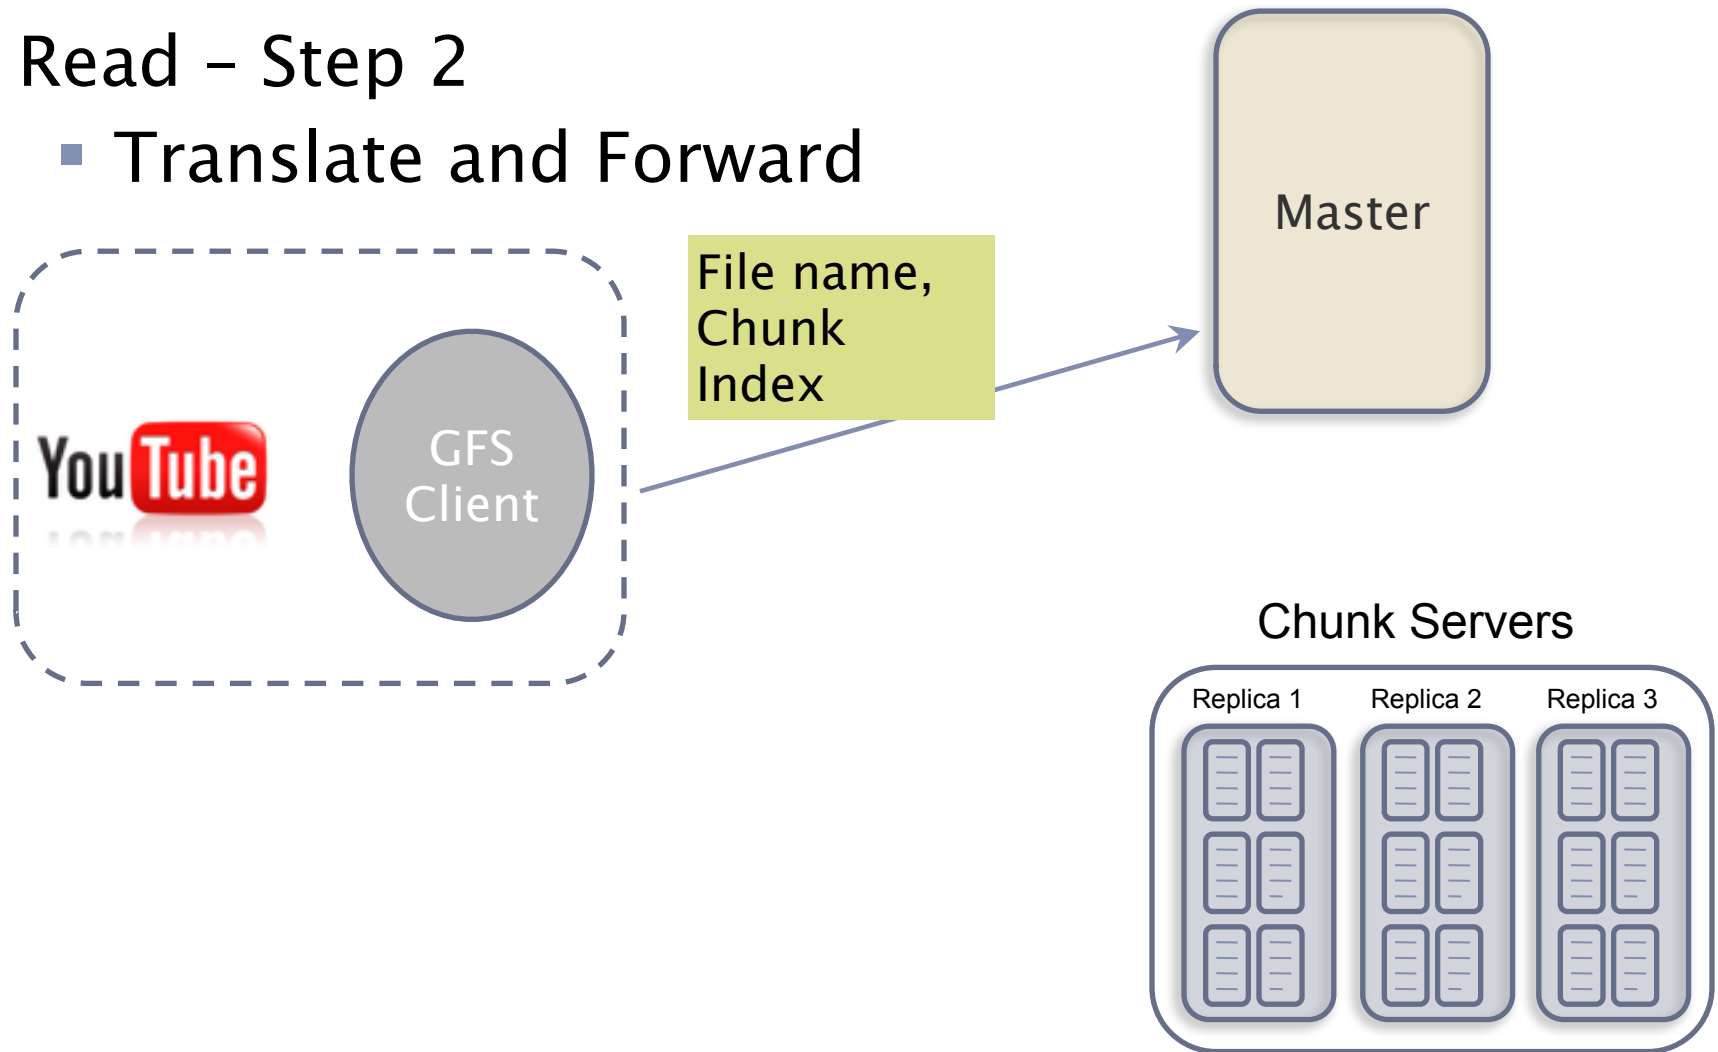 Read – Step 2
▪ Translate and Forward
Master
File name,
Chunk
Index
YouTube
GFS
Client
Chunk Servers
Replica 1 Replica 2 Replica 3